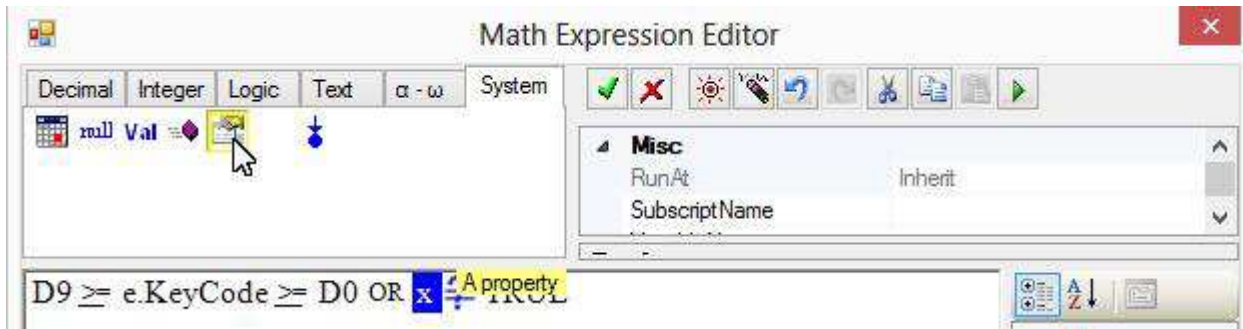 Math Expression Editor
Decimal Integer Logic Text α - ω System
null Val
Misc
RunAt Inherit
SubscriptName
D9 >= e.KeyCode >= D0 OR x
A property
A
Z